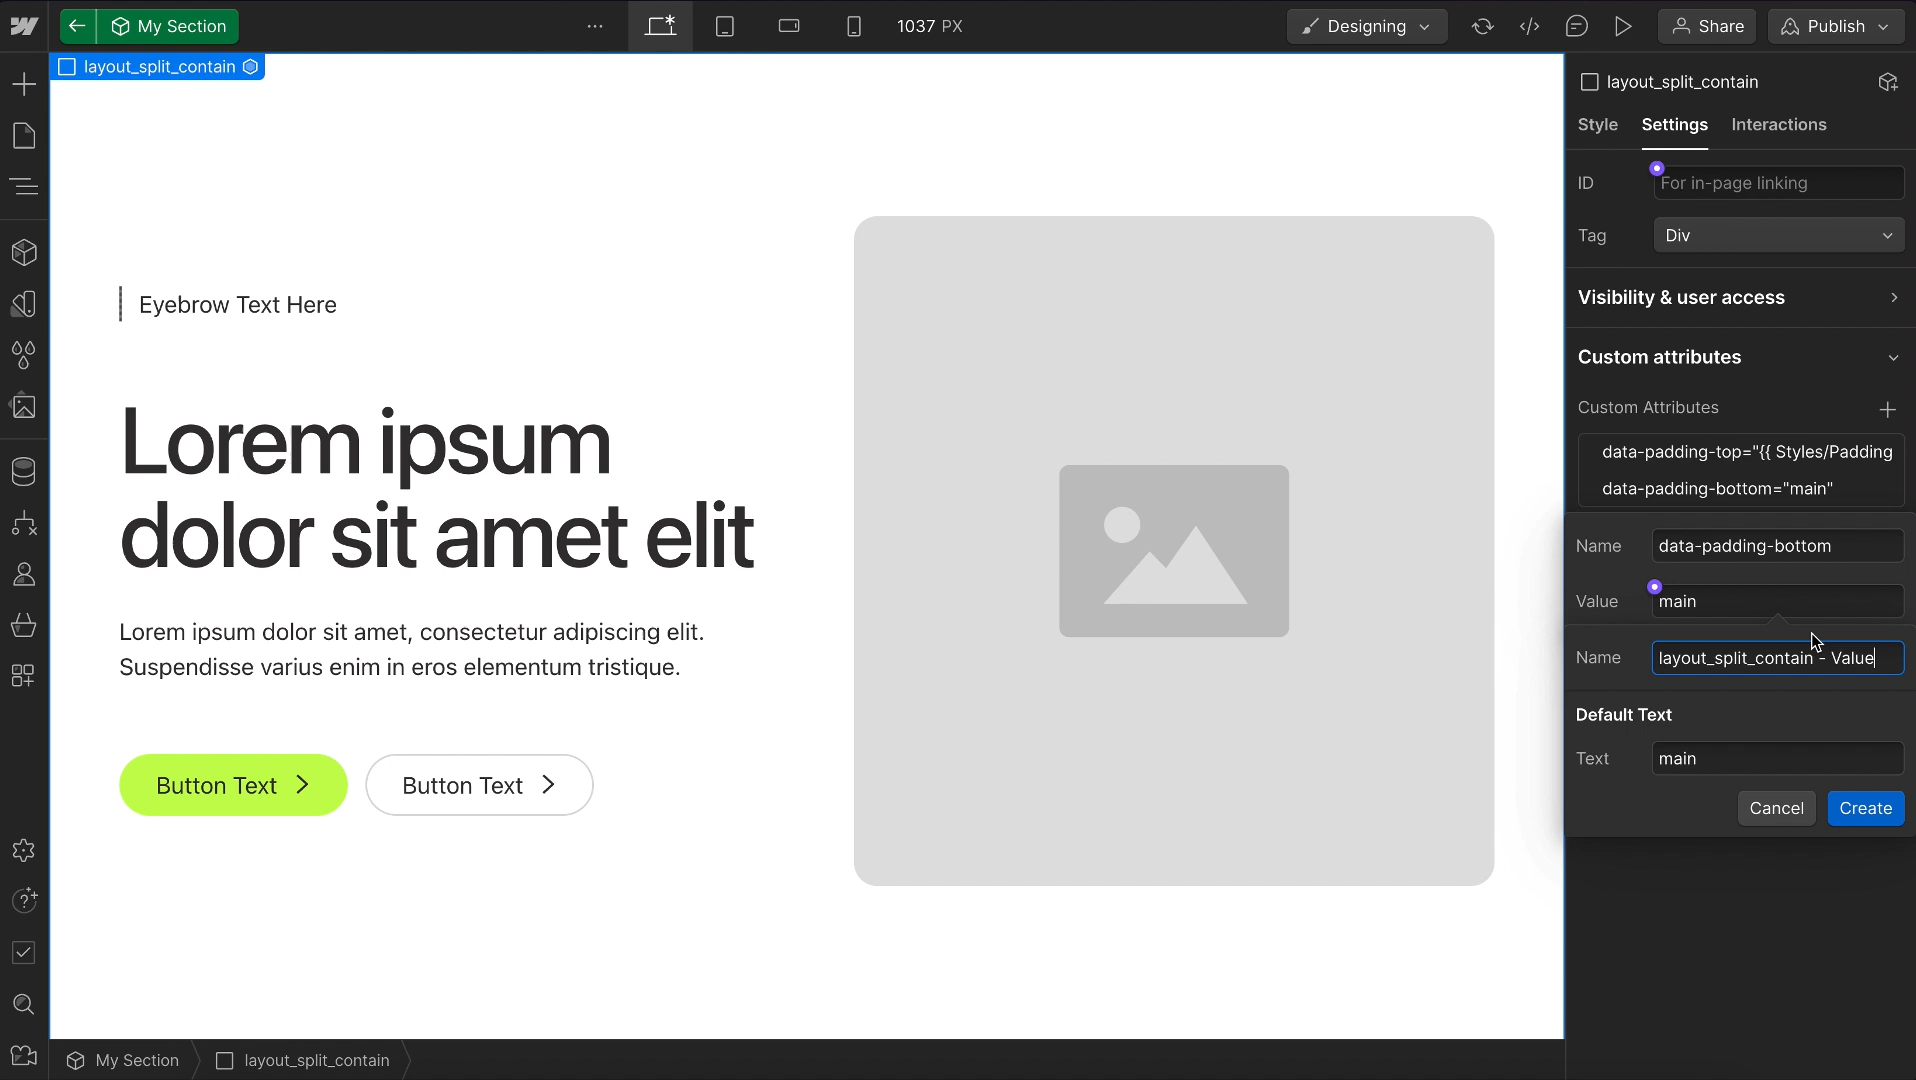 My Section
1037 PX
Designing
Share
Publish
layout_split_contain
layout_split_contain
Style
Settings
Interactions
ID
For in-page linking
Tag
Div
Visibility & user access
Custom attributes
Custom Attributes
data-padding-top="{{ Styles/Padding
data-padding-bottom="main"
Name
data-padding-bottom
Value
main
Name
layout_split_contain - Value
Default Text
Text
main
Cancel
Create
Eyebrow Text Here
Lorem ipsum
dolor sit amet elit
Lorem ipsum dolor sit amet, consectetur adipiscing elit.
Suspendisse varius enim in eros elementum tristique.
Button Text
Button Text
My Section
layout_split_contain